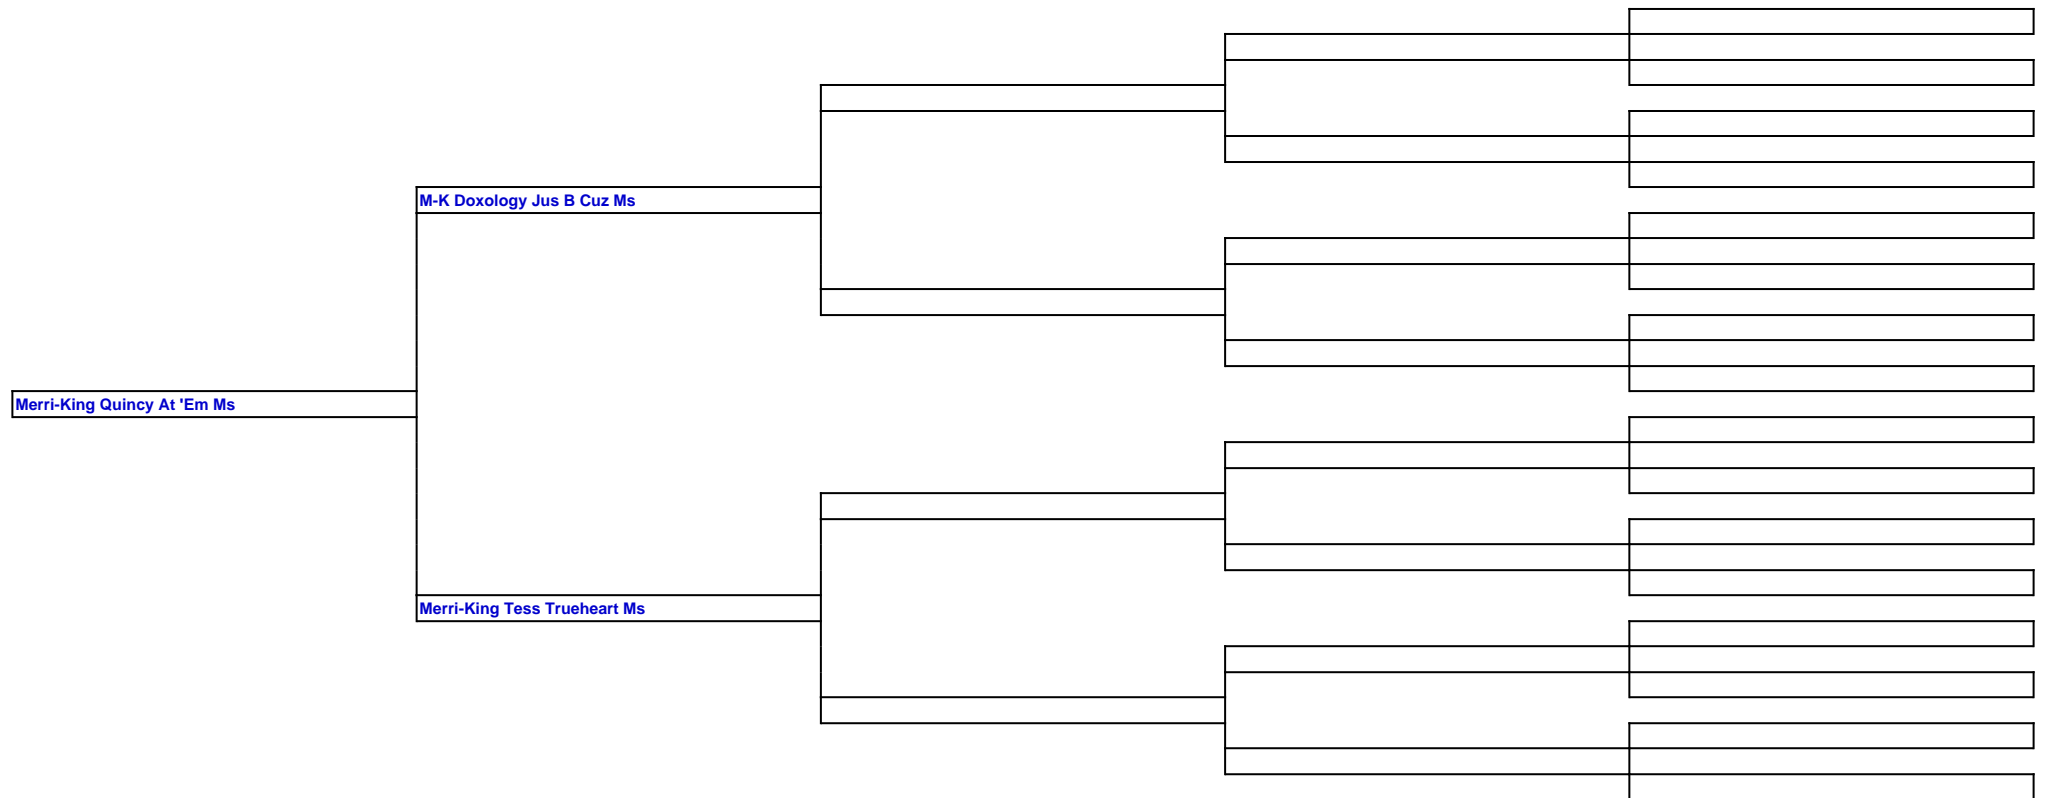 M-K Doxology Jus B Cuz Ms
Merri-King Quincy At 'Em Ms
Merri-King Tess Trueheart Ms